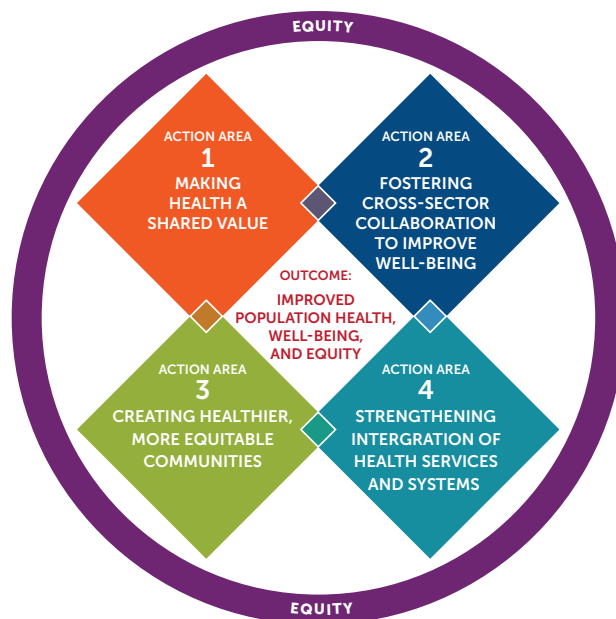 EQUITY
ACTION AREA
1
MAKING
HEALTH A
SHARED VALUE
ACTION AREA
2
FOSTERING
CROSS-SECTOR
COLLABORATION
TO IMPROVE
WELL-BEING
OUTCOME:
IMPROVED
POPULATION HEALTH,
WELL-BEING,
AND EQUITY
ACTION AREA
3
CREATING HEALTHIER,
MORE EQUITABLE
COMMUNITIES
ACTION AREA
4
STRENGTHENING
INTERGRATION OF
HEALTH SERVICES
AND SYSTEMS
EQUITY